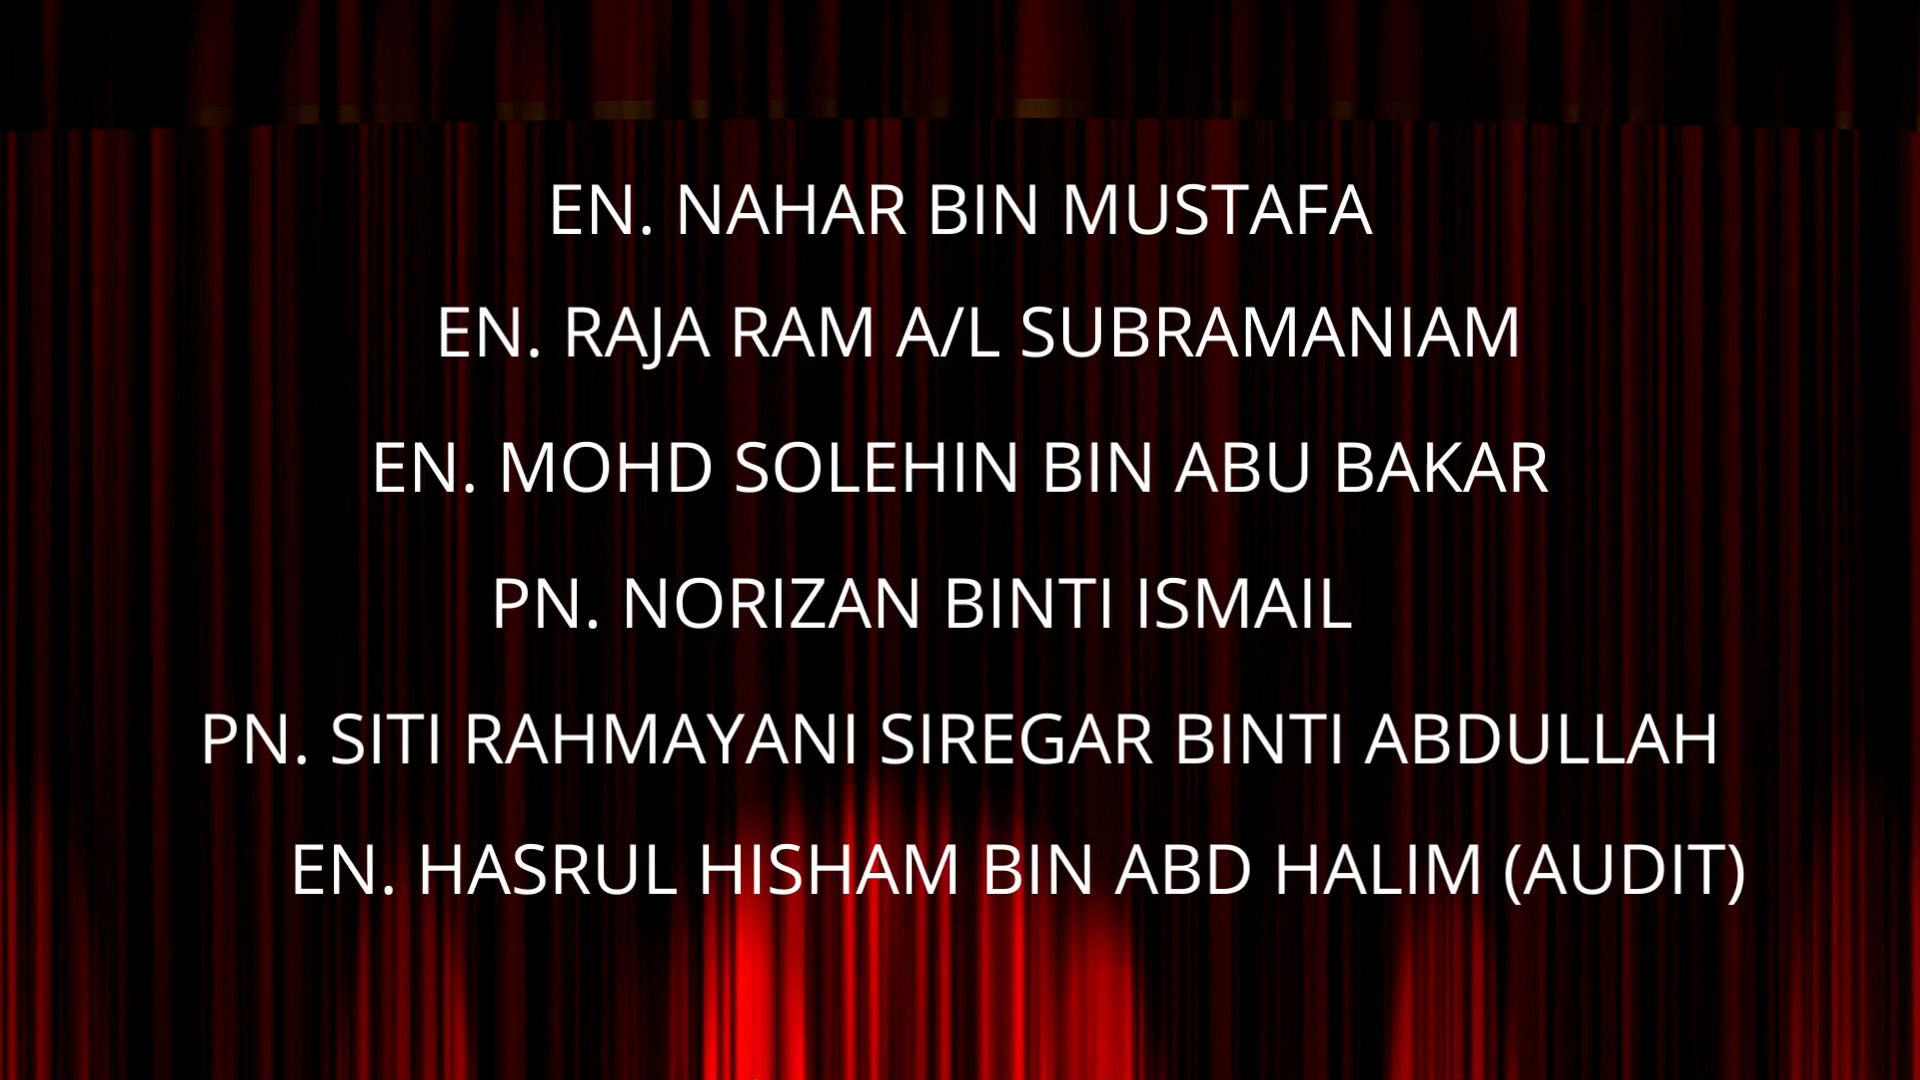 EN. NAHAR BIN MUSTAFA
EN. RAJA RAM A/L SUBRAMANIAM
EN. MOHD SOLEHIN BIN ABU BAKAR
PN. NORIZAN BINTI ISMAIL
PN. SITI RAHMAYANI SIREGAR BINTI ABDULLAH
EN. HASRUL HISHAM BIN ABD HALIM (AUDIT)